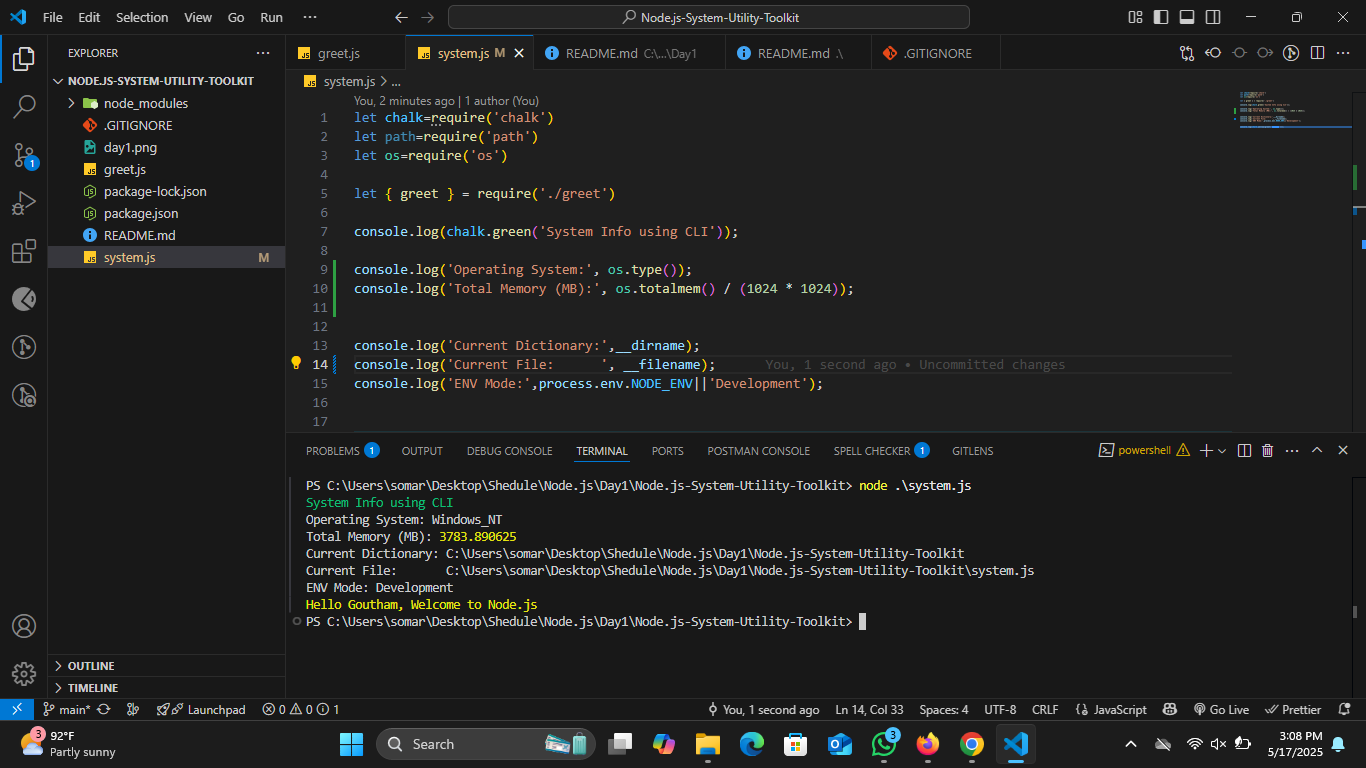 File Edit Selection View Go Run ··· Node.js-System-Utility-Toolkit
EXPLORER ···
NODE.JS-SYSTEM-UTILITY-TOOLKIT
node_modules
.GITIGNORE
day1.png
greet.js
package-lock.json
package.json
README.md
system.js M
OUTLINE
TIMELINE
1
greet.js system.js M README.md C:\...\Day1 README.md .\ .GITIGNORE
system.js > ...
You, 2 minutes ago | 1 author (You)
1 let chalk=require('chalk')
2 let path=require('path')
3 let os=require('os')
4
5 let { greet } = require('./greet')
6
7 console.log(chalk.green('System Info using CLI'));
8
9 console.log('Operating System:', os.type());
10 console.log('Total Memory (MB):', os.totalmem() / (1024 * 1024));
11
12
13 console.log('Current Dictionary:',__dirname);
14 console.log('Current File:      ', __filename); You, 1 second ago • Uncommitted changes
15 console.log('ENV Mode:',process.env.NODE_ENV||'Development');
16
17
PROBLEMS 1 OUTPUT DEBUG CONSOLE TERMINAL PORTS POSTMAN CONSOLE SPELL CHECKER 1 GITLENS powershell
PS C:\Users\somar\Desktop\Shedule\Node.js\Day1\Node.js-System-Utility-Toolkit> node .\system.js
System Info using CLI
Operating System: Windows_NT
Total Memory (MB): 3783.890625
Current Dictionary: C:\Users\somar\Desktop\Shedule\Node.js\Day1\Node.js-System-Utility-Toolkit
Current File:       C:\Users\somar\Desktop\Shedule\Node.js\Day1\Node.js-System-Utility-Toolkit\system.js
ENV Mode: Development
Hello Goutham, Welcome to Node.js
PS C:\Users\somar\Desktop\Shedule\Node.js\Day1\Node.js-System-Utility-Toolkit>
main* Launchpad 0 0 1 You, 1 second ago Ln 14, Col 33 Spaces: 4 UTF-8 CRLF {} JavaScript Go Live Prettier
3 92°F Search 3 3:08 PM
Partly sunny 5/17/2025